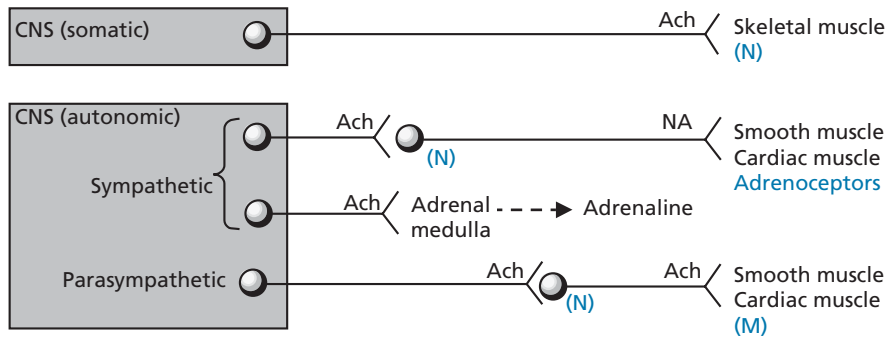 CNS (somatic)
Ach
Skeletal muscle
(N)
CNS (autonomic)
Sympathetic
Ach
(N)
NA
Smooth muscle
Cardiac muscle
Adrenoceptors
Ach
Adrenal
medulla
Adrenaline
Parasympathetic
Ach
(N)
Ach
Smooth muscle
Cardiac muscle
(M)